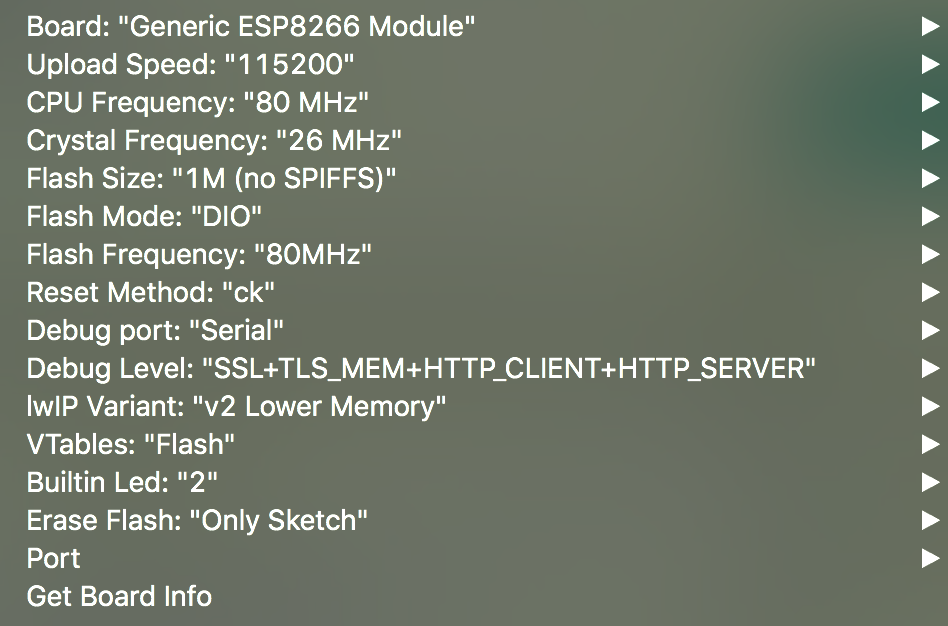 Board: "Generic ESP8266 Module"
Upload Speed: "115200"
CPU Frequency: "80 MHz"
Crystal Frequency: "26 MHz"
Flash Size: "1M (no SPIFFS)"
Flash Mode: "DIO"
Flash Frequency: "80MHz"
Reset Method: "ck"
Debug port: "Serial"
Debug Level: "SSL+TLS_MEM+HTTP_CLIENT+HTTP_SERVER"
lwIP Variant: "v2 Lower Memory"
VTables: "Flash"
Builtin Led: "2"
Erase Flash: "Only Sketch"
Port
Get Board Info